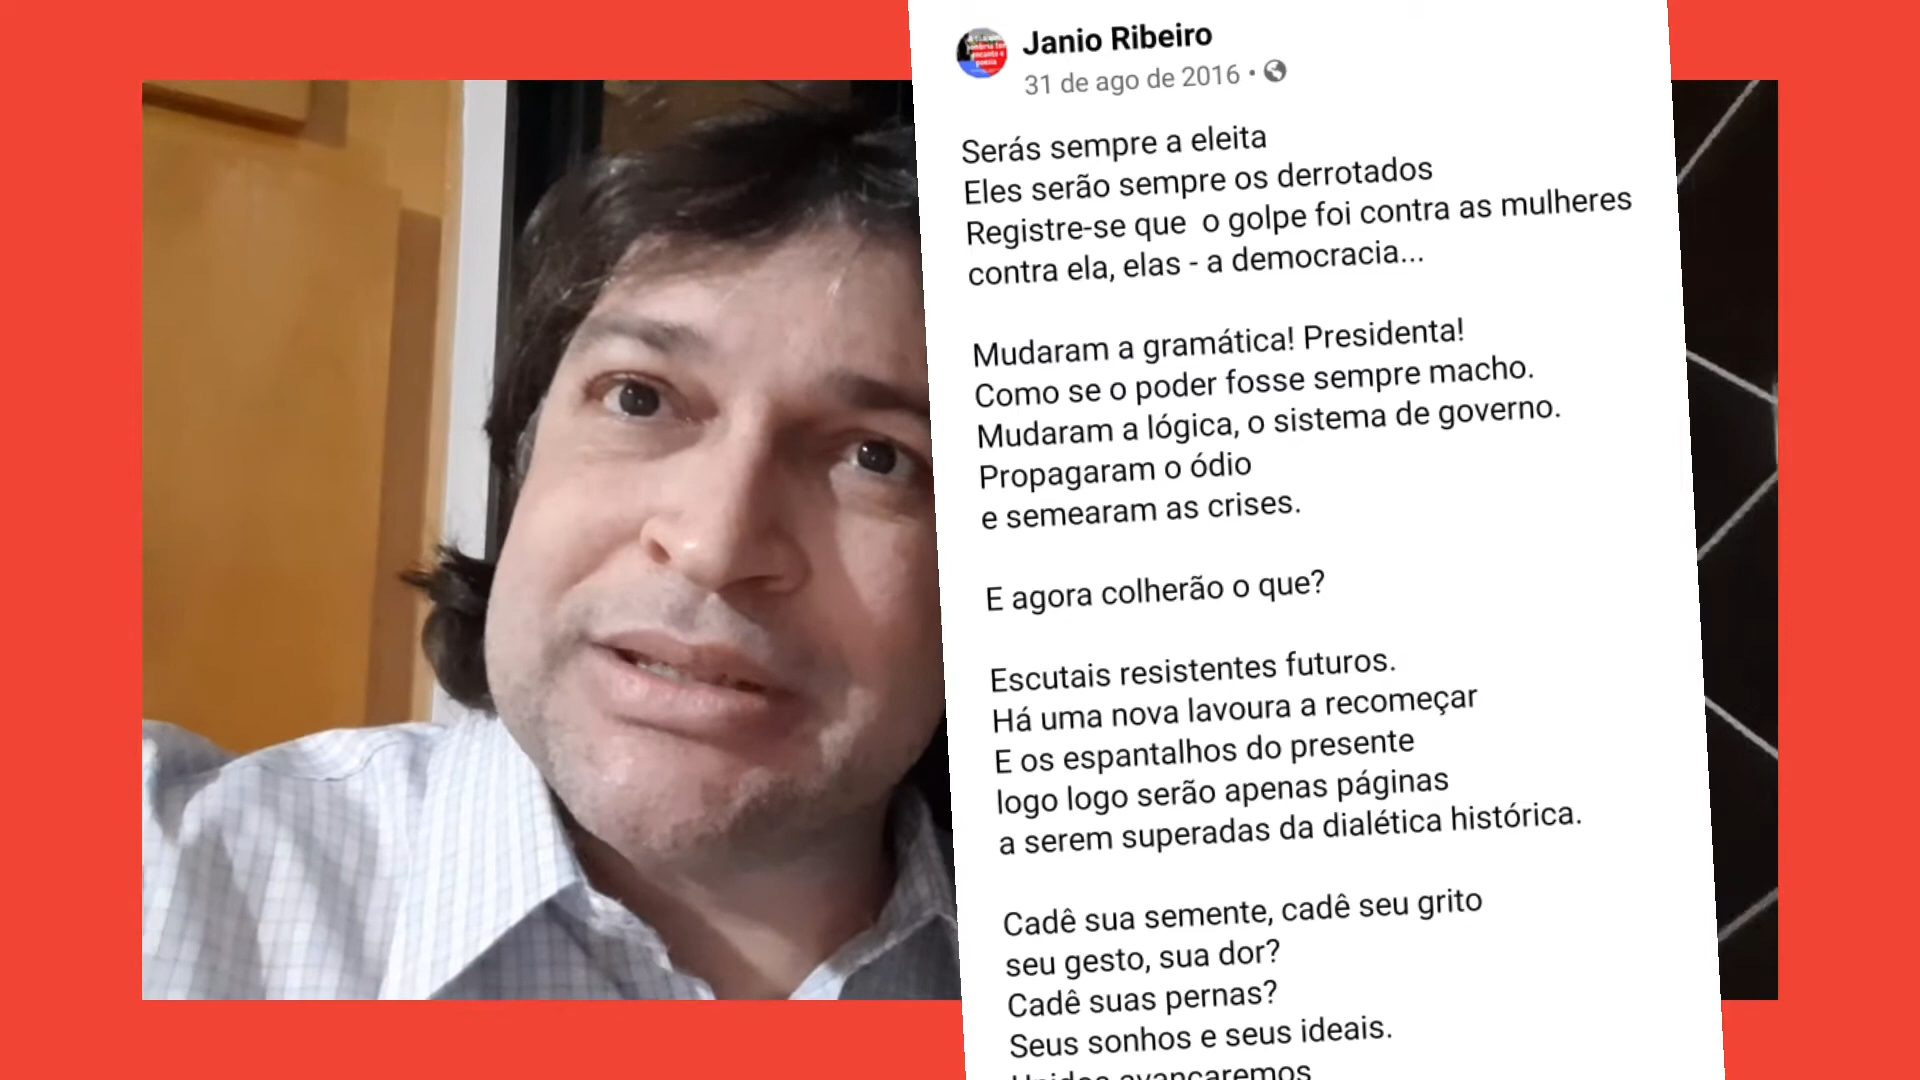 Janio Ribeiro
31 de ago de 2016 •
Serás sempre a eleita
Eles serão sempre os derrotados
Registre-se que o golpe foi contra as mulheres
contra ela, elas - a democracia...
Mudaram a gramática! Presidenta!
Como se o poder fosse sempre macho.
Mudaram a lógica, o sistema de governo.
Propagaram o ódio
e semearam as crises.
E agora colherão o que?
Escutais resistentes futuros.
Há uma nova lavoura a recomeçar
E os espantalhos do presente
logo logo serão apenas páginas
a serem superadas da dialética histórica.
Cadê sua semente, cadê seu grito
seu gesto, sua dor?
Cadê suas pernas?
Seus sonhos e seus ideais.
Unidos avançaremos